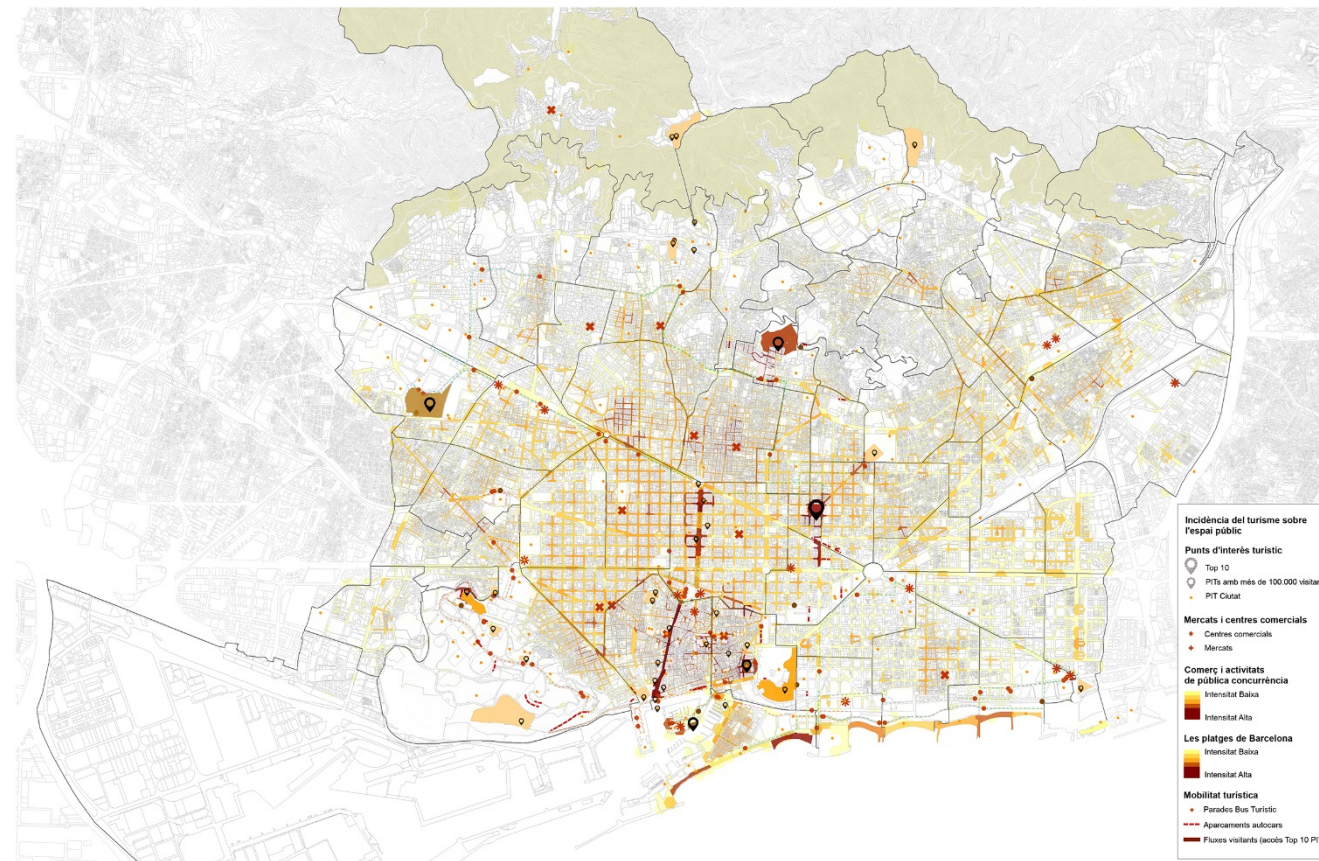 Incidència del turisme sobre
l'espai públic
Punts d'interès turístic
Top 10
PITs amb més de 100.000 visitan
PIT Ciutat
Mercats i centres comercials
Centres comercials
Mercats
Comerç i activitats
de pública concurrència
Intensitat Baixa
Intensitat Alta
Les platges de Barcelona
Intensitat Baixa
Intensitat Alta
Mobilitat turística
Parades Bus Turístic
Aparcaments autocars
Fluxes visitants (accès Top 10 PI